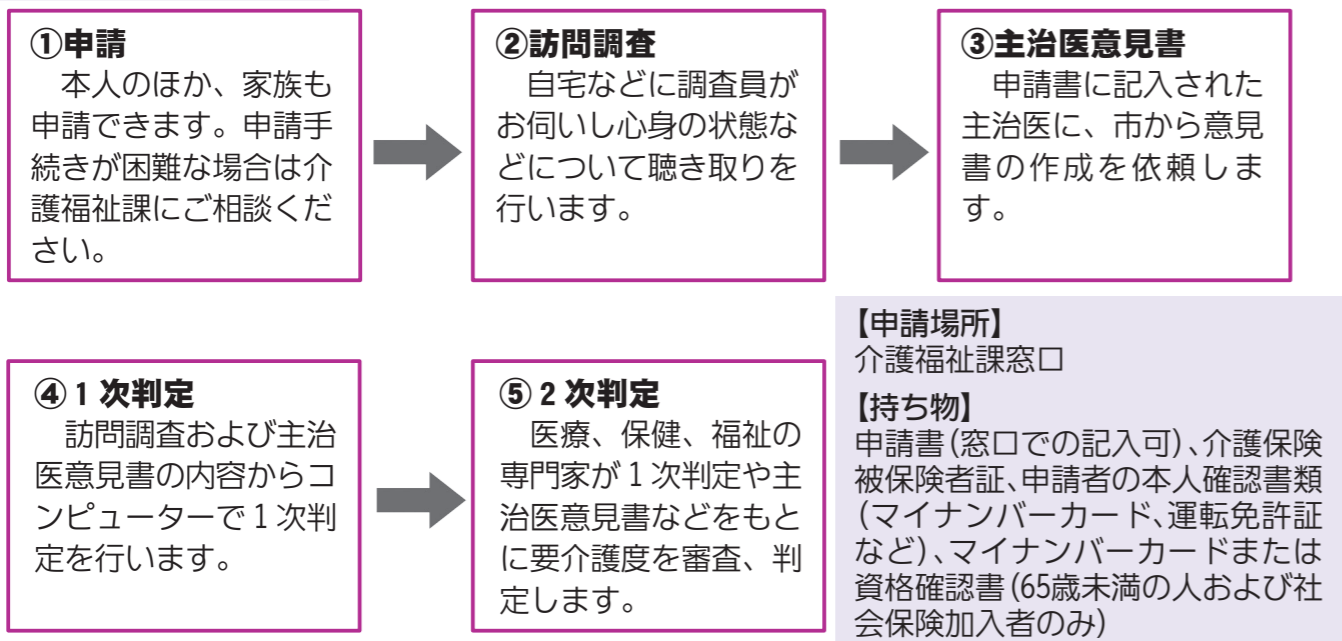 ①申請
本人のほか、家族も
申請できます。申請手
続きが困難な場合は介
護福祉課にご相談くだ
さい。
②訪問調査
自宅などに調査員が
お伺いし心身の状態な
どについて聴き取りを
行います。
③主治医意見書
申請書に記入された
主治医に、市から意見
書の作成を依頼しま
す。
④1次判定
訪問調査および主治
医意見書の内容からコ
ンピューターで1次判
定を行います。
⑤2次判定
医療、保健、福祉の
専門家が1次判定や主
治医意見書などをもと
に要介護度を審査、判
定します。
【申請場所】
介護福祉課窓口
【持ち物】
申請書(窓口での記入可)、介護保険
被保険者証、申請者の本人確認書類
(マイナンバーカード、運転免許証
など)、マイナンバーカードまたは
資格確認書(65歳未満の人および社
会保険加入者のみ)